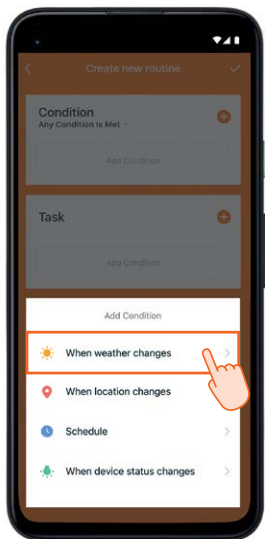 Create new routine
Condition
Any Condition Is Met
Add Condition
Task
Add Condition
Add Condition
When weather changes
When location changes
Schedule
When device status changes